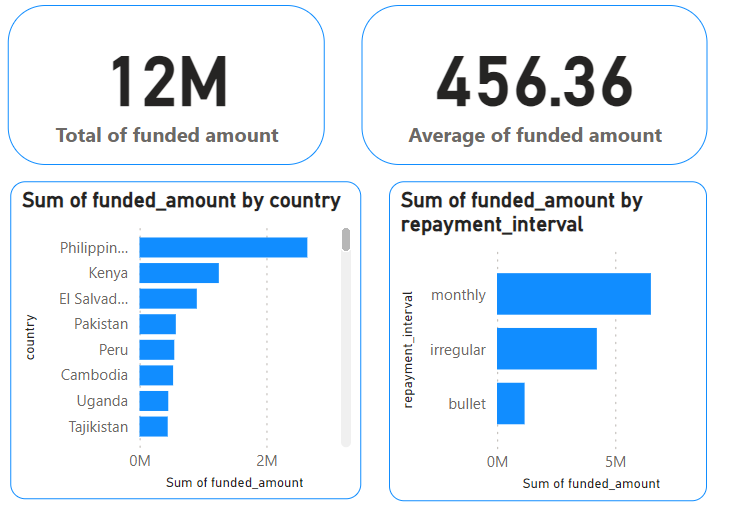 12M
Total of funded amount
456.36
Average of funded amount
Sum of funded_amount by country
country
Philippin...
Kenya
El Salvad...
Pakistan
Peru
Cambodia
Uganda
Tajikistan
0M
2M
Sum of funded_amount
Sum of funded_amount by
repayment_interval
repayment_interval
monthly
irregular
bullet
0M
5M
Sum of funded_amount